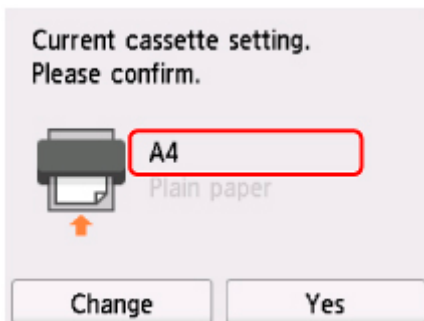 Current cassette setting.
Please confirm.
A4
Plain paper
Change
Yes